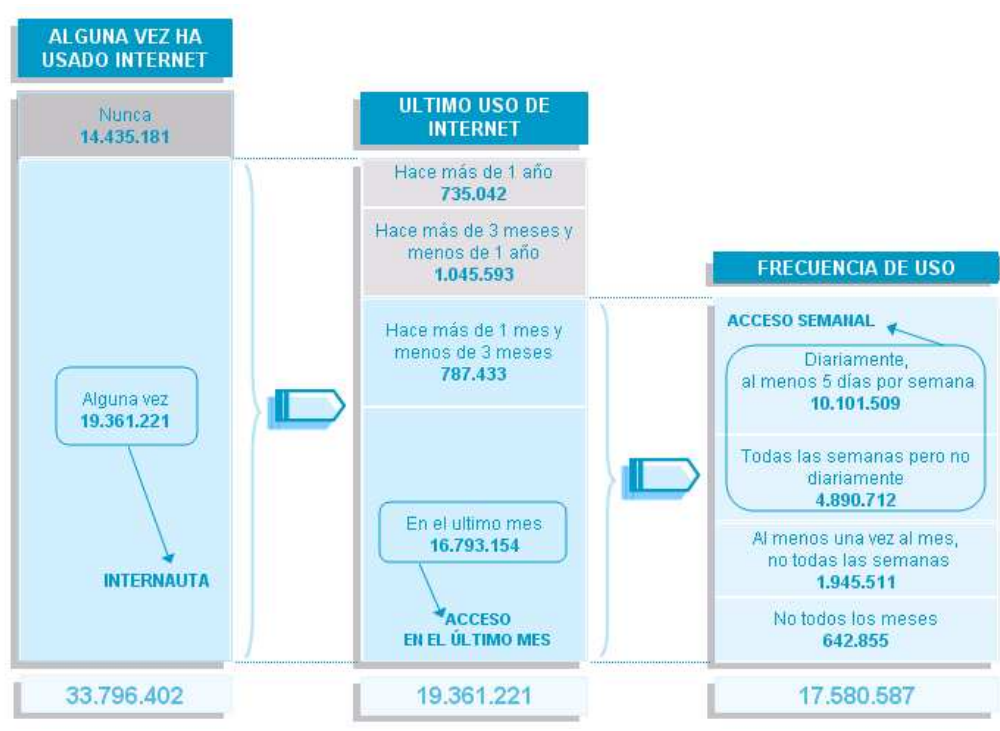 ALGUNA VEZ HA
USADO INTERNET
Nunca
14.435.181
Alguna vez
19.361.221
INTERNAUTA
33.796.402
ULTIMO USO DE
INTERNET
Hace más de 1 año
735.042
Hace más de 3 meses y
menos de 1 año
1.045.593
Hace más de 1 mes y
menos de 3 meses
787.433
En el ultimo mes
16.793.154
ACCESO
EN EL ÚLTIMO MES
19.361.221
FRECUENCIA DE USO
ACCESO SEMANAL
Diariamente,
al menos 5 días por semana
10.101.509
Todas las semanas pero no
diariamente
4.890.712
Al menos una vez al mes,
no todas las semanas
1.945.511
No todos los meses
642.855
17.580.587